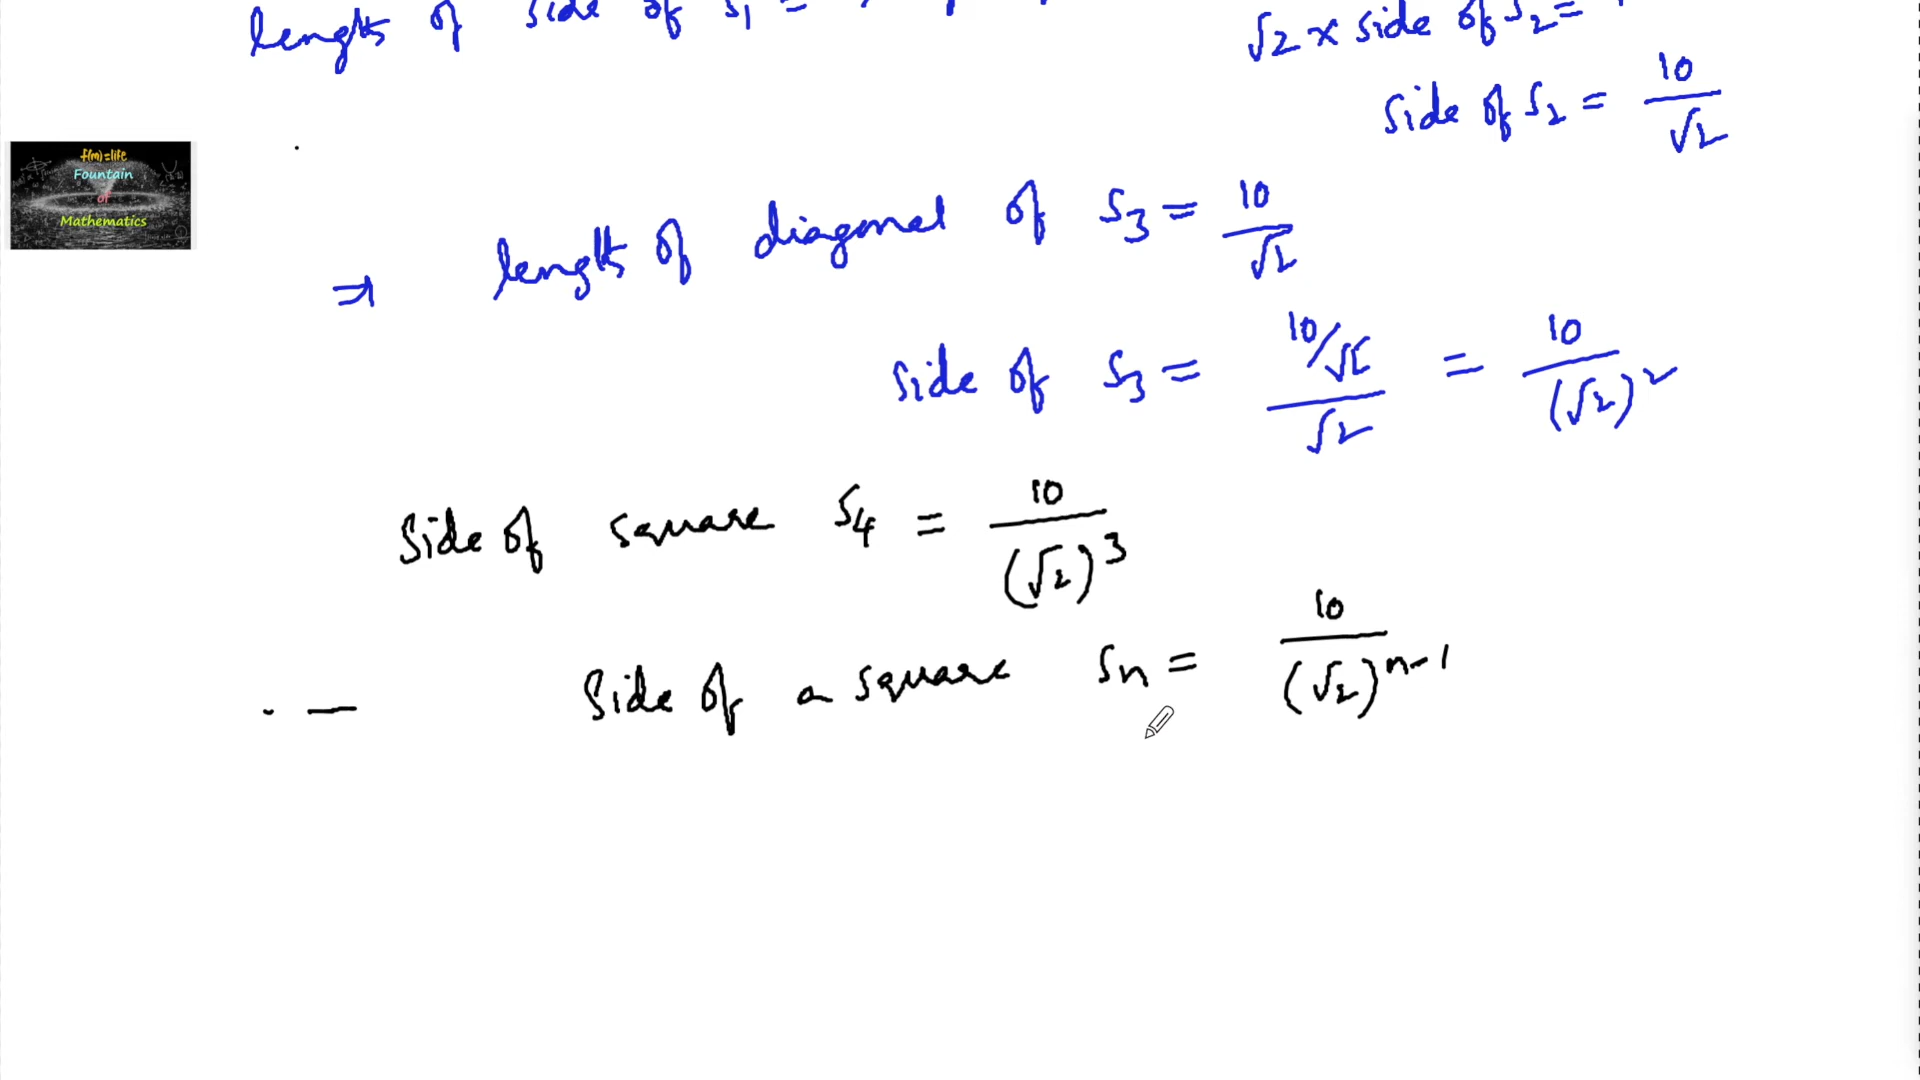 length of side of S₁ =
√2 × side of S₂ =
side of S₂ = 10/√2
f(m)=life
Fountain
of
Mathematics
⇒ length of diagonal of S₃ = 10/√2
side of S₃ = (10/√2)/√2 = 10/(√2)²
Side of square S₄ = 10/(√2)³
. — Side of a square Sn = 10/(√2)ⁿ⁻¹